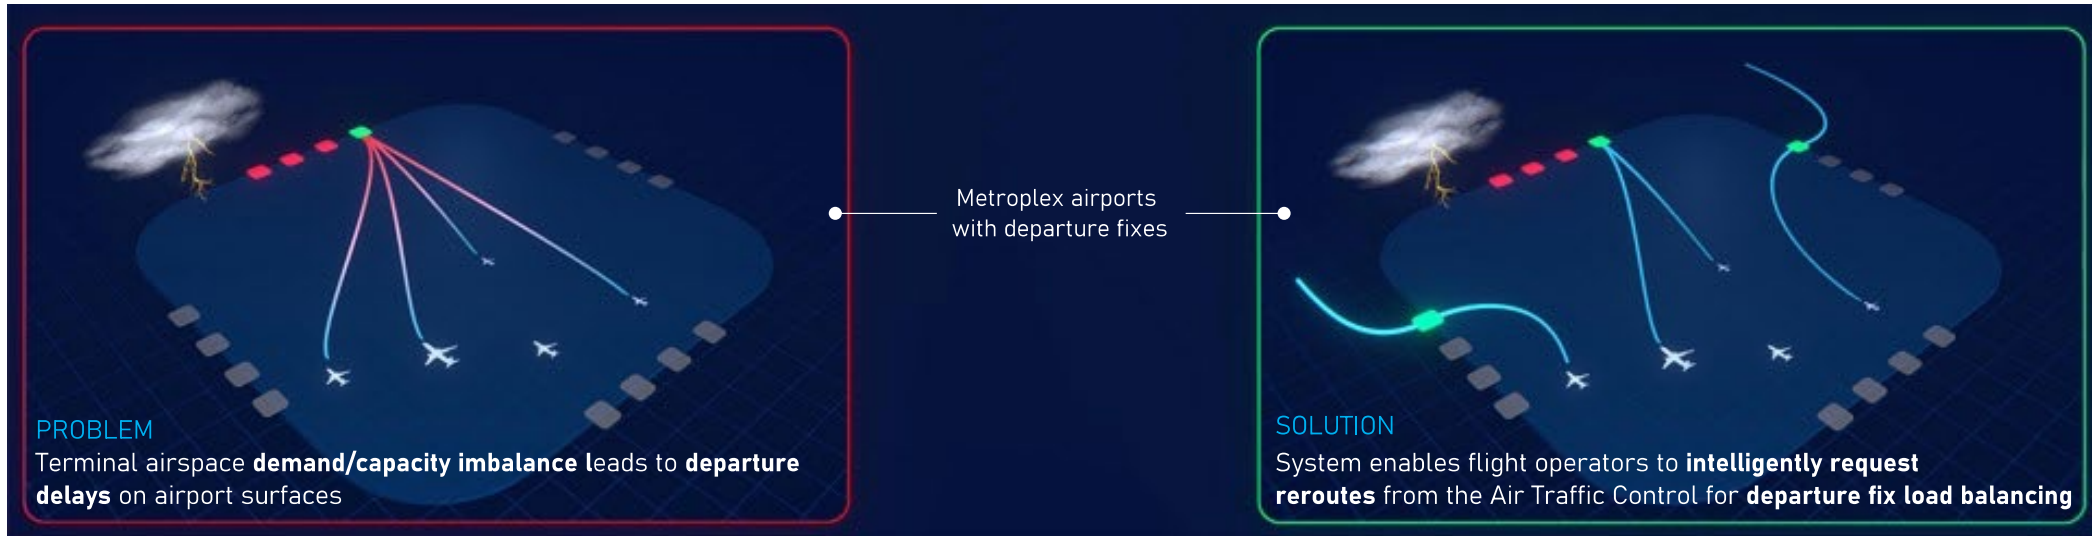 PROBLEM
Terminal airspace demand/capacity imbalance leads to departure
delays on airport surfaces
Metroplex airports
with departure fixes
SOLUTION
System enables flight operators to intelligently request
reroutes from the Air Traffic Control for departure fix load balancing